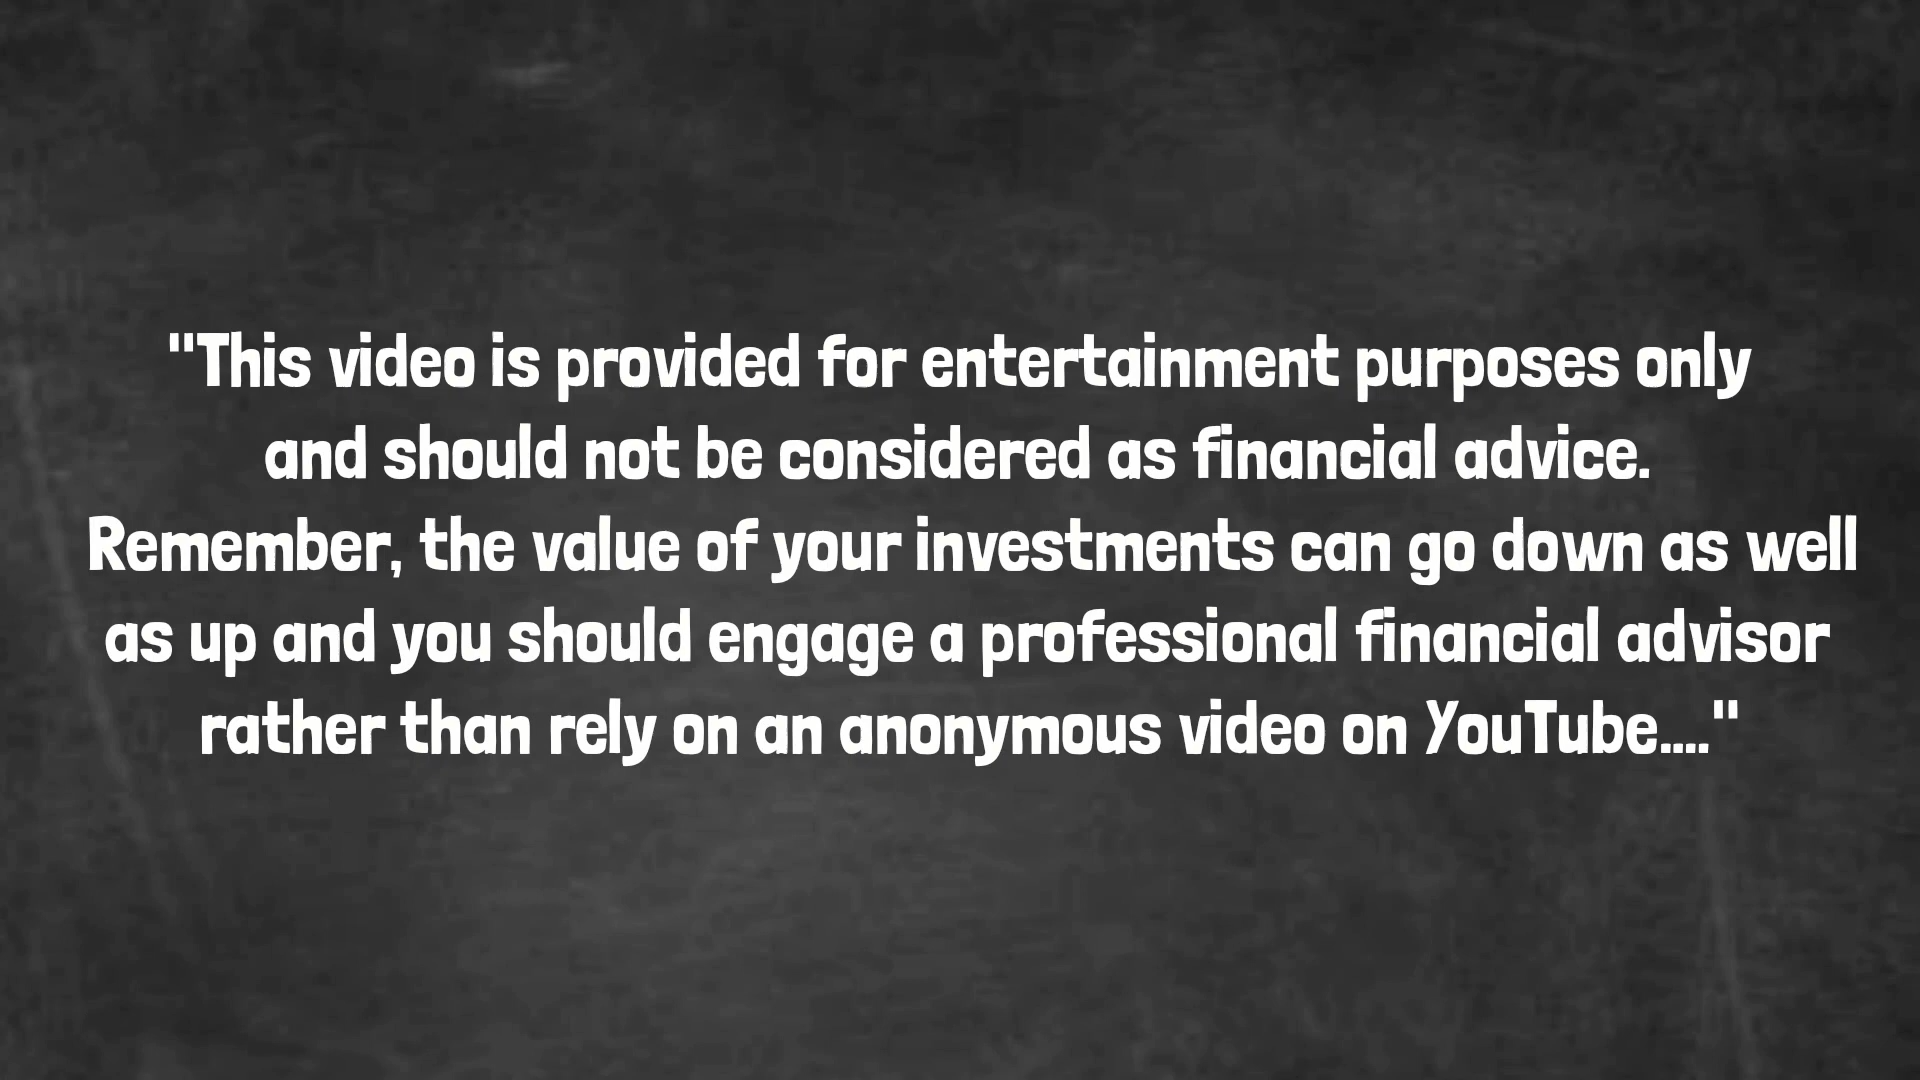 "This video is provided for entertainment purposes only
and should not be considered as financial advice.
Remember, the value of your investments can go down as well
as up and you should engage a professional financial advisor
rather than rely on an anonymous video on YouTube...."